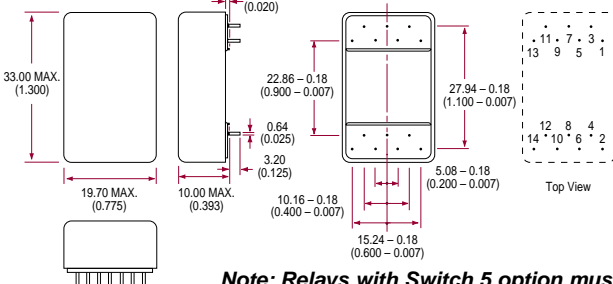 (0.020)
33.00 MAX.
(1.300)
19.70 MAX.
(0.775)
10.00 MAX.
(0.393)
0.64
(0.025)
3.20
(0.125)
22.86 – 0.18
(0.900 – 0.007)
27.94 – 0.18
(1.100 – 0.007)
5.08 – 0.18
(0.200 – 0.007)
10.16 – 0.18
(0.400 – 0.007)
15.24 – 0.18
(0.600 – 0.007)
11 7 3
13 9 5 1
12 8 4
14 10 6 2
Top View
Note: Relays with Switch 5 option mus